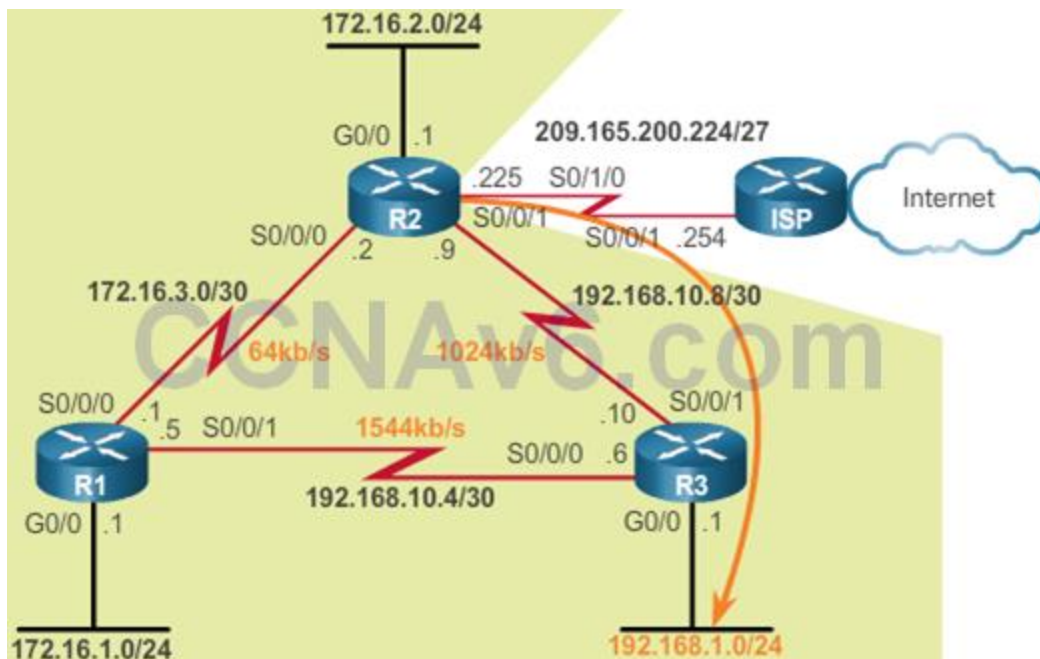 172.16.2.0/24
G0/0 .1
209.165.200.224/27
.225 S0/1/0
R2
ISP
Internet
S0/0/0
S0/0/1
S0/0/1 .254
.2 .9
172.16.3.0/30
192.168.10.8/30
CCNAv6.com
64kb/s
1024kb/s
S0/0/0 .1
.10 S0/0/1
.5 S0/0/1
1544kb/s
S0/0/0 .6
R1
R3
192.168.10.4/30
G0/0 .1
G0/0 .1
172.16.1.0/24
192.168.1.0/24